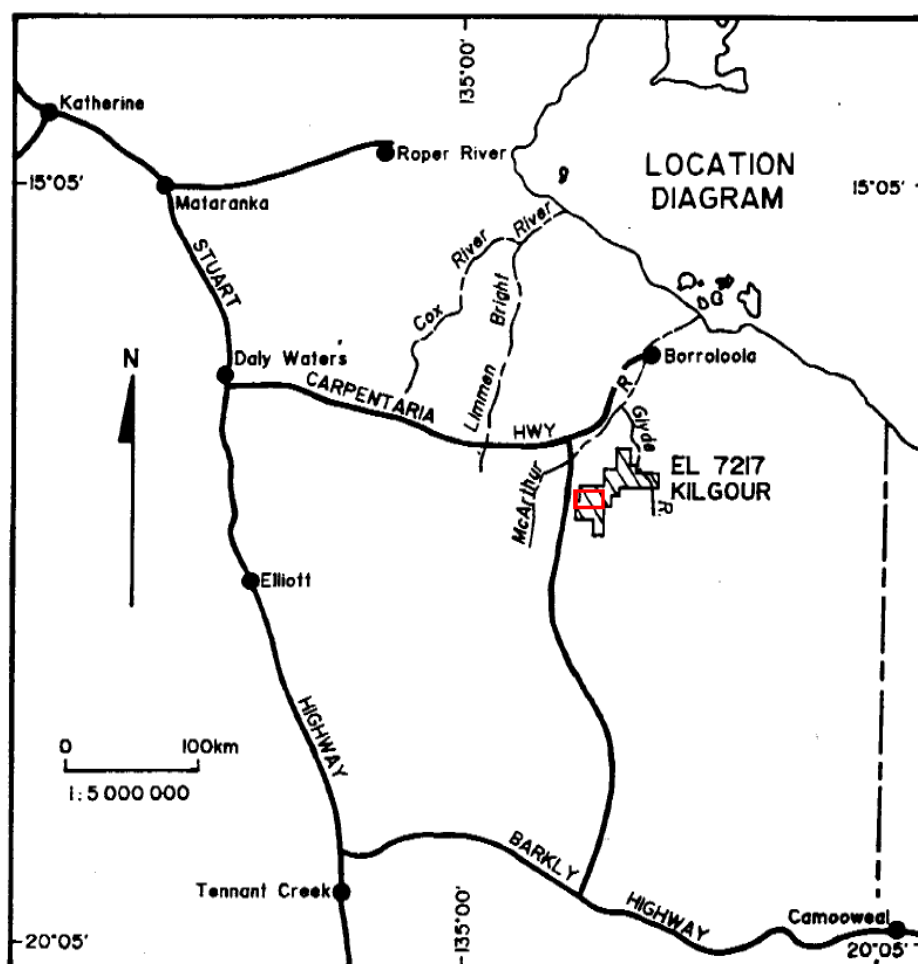 135°00'
Katherine
Roper River
LOCATION
DIAGRAM
15°05'
15°05'
Mataranka
STUART
River
River
Cox
Bright
Limmen
N
Daly Waters
CARPENTARIA
HWY
R
Borroloola
Glyde
R.
McArthur
EL 7217
KILGOUR
Elliott
HIGHWAY
0 100km
1:5 000 000
BARKLY
HIGHWAY
Tennant Creek
Camooweal
20°05'
135°00'
20°05'